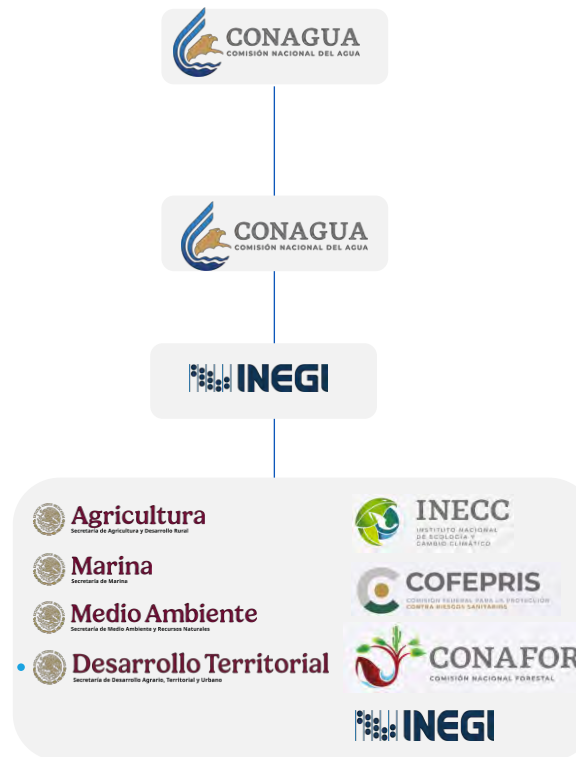 CONAGUA
COMISIÓN NACIONAL DEL AGUA
CONAGUA
COMISIÓN NACIONAL DEL AGUA
INEGI
Agricultura
Secretaría de Agricultura y Desarrollo Rural
Marina
Secretaría de Marina
Medio Ambiente
Secretaría de Medio Ambiente y Recursos Naturales
Desarrollo Territorial
Secretaría de Desarrollo Agrario, Territorial y Urbano
INECC
INSTITUTO NACIONAL
DE ECOLOGÍA Y
CAMBIO CLIMÁTICO
COFEPRIS
COMISIÓN FEDERAL PARA LA PROTECCIÓN
CONTRA RIESGOS SANITARIOS
CONAFOR
COMISIÓN NACIONAL FORESTAL
INEGI